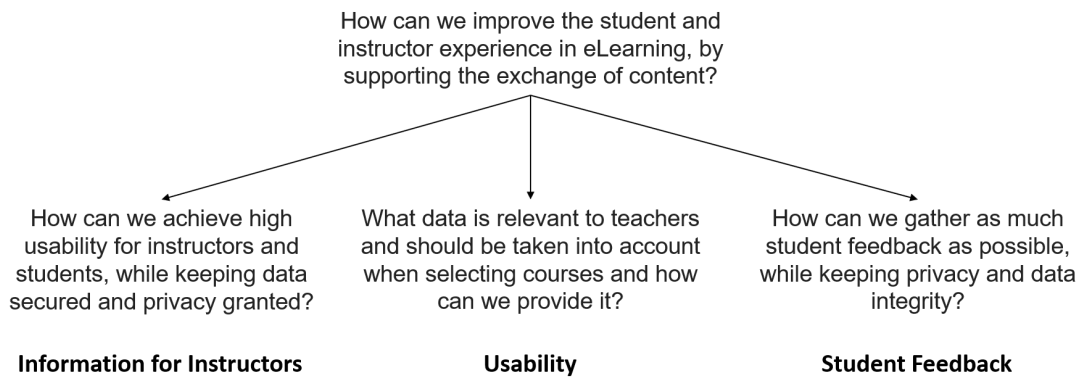 How can we improve the student and
instructor experience in eLearning, by
supporting the exchange of content?
How can we achieve high
usability for instructors and
students, while keeping data
secured and privacy granted?
What data is relevant to teachers
and should be taken into account
when selecting courses and how
can we provide it?
How can we gather as much
student feedback as possible,
while keeping privacy and data
integrity?
Information for Instructors
Usability
Student Feedback